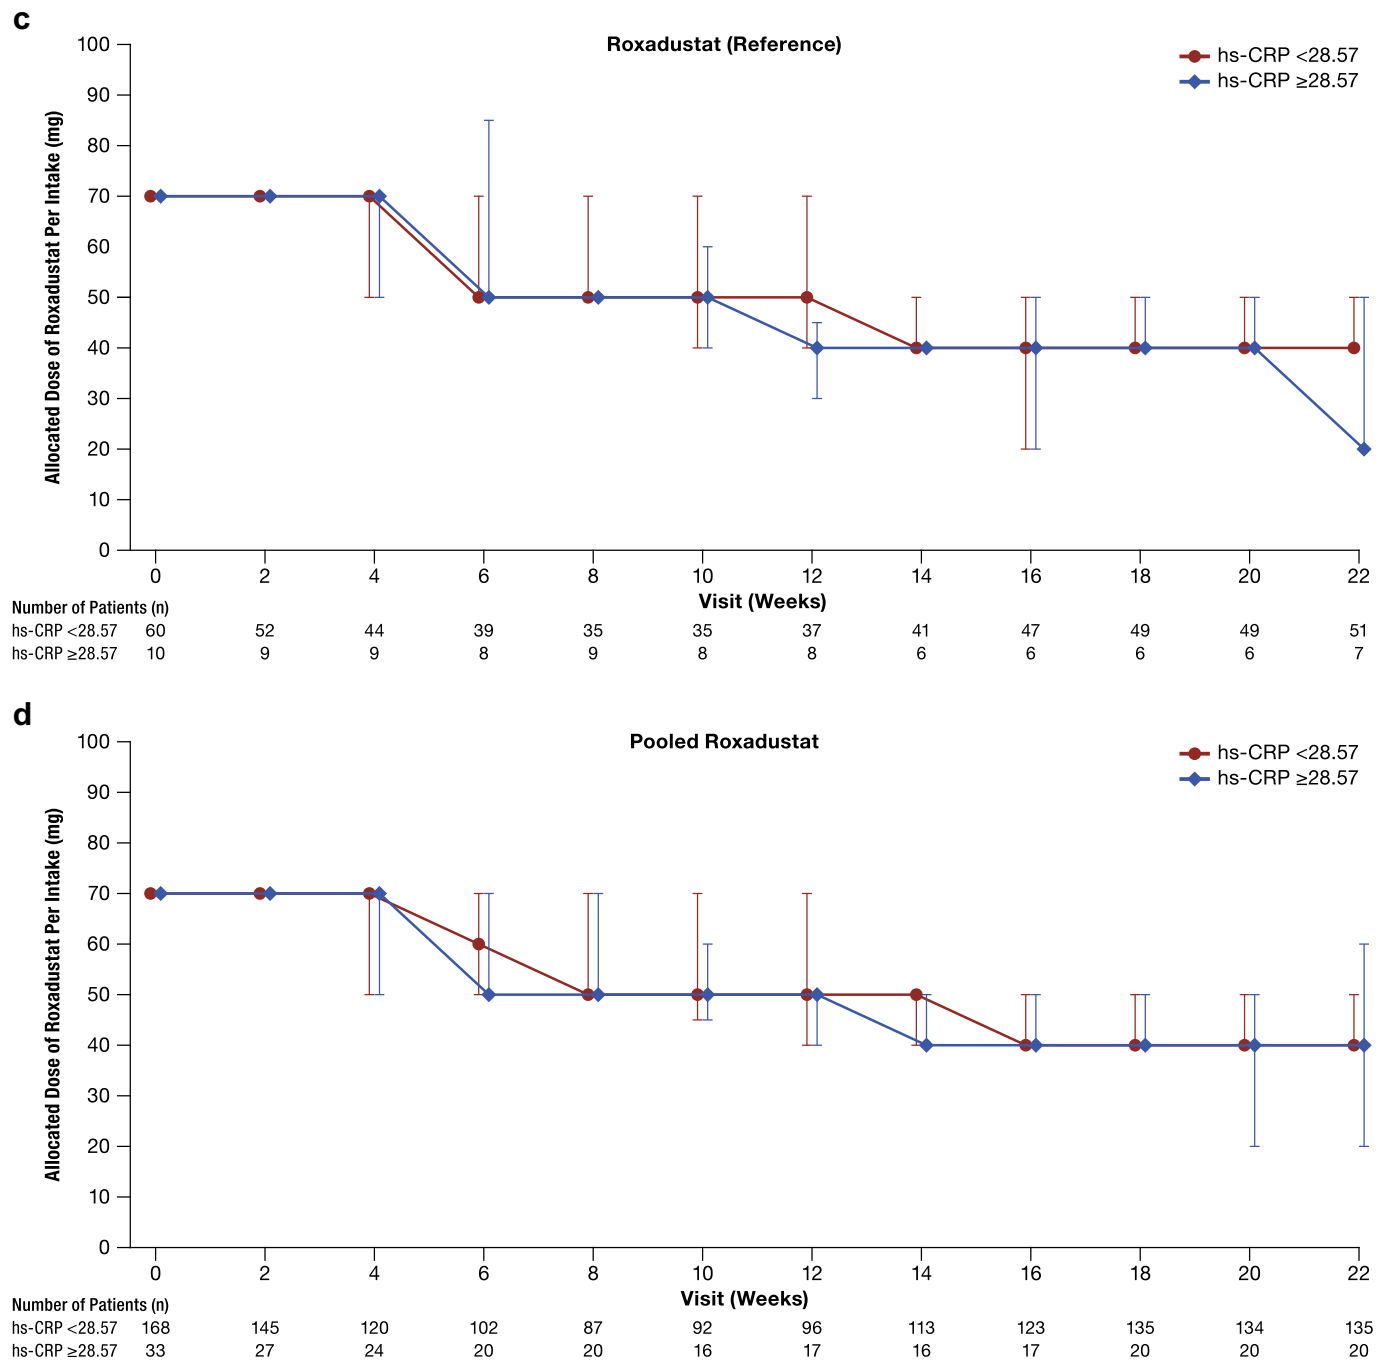 c
Roxadustat (Reference)
hs-CRP <28.57
hs-CRP ≥28.57
Allocated Dose of Roxadustat Per Intake (mg)
100
90
80
70
60
50
40
30
20
10
0
0 2 4 6 8 10 12 14 16 18 20 22
Visit (Weeks)
Number of Patients (n)
hs-CRP <28.57 60 52 44 39 35 35 37 41 47 49 49 51
hs-CRP ≥28.57 10 9 9 8 9 8 8 6 6 6 6 7
d
Pooled Roxadustat
hs-CRP <28.57
hs-CRP ≥28.57
Allocated Dose of Roxadustat Per Intake (mg)
100
90
80
70
60
50
40
30
20
10
0
0 2 4 6 8 10 12 14 16 18 20 22
Visit (Weeks)
Number of Patients (n)
hs-CRP <28.57 168 145 120 102 87 92 96 113 123 135 134 135
hs-CRP ≥28.57 33 27 24 20 20 16 17 16 17 20 20 20